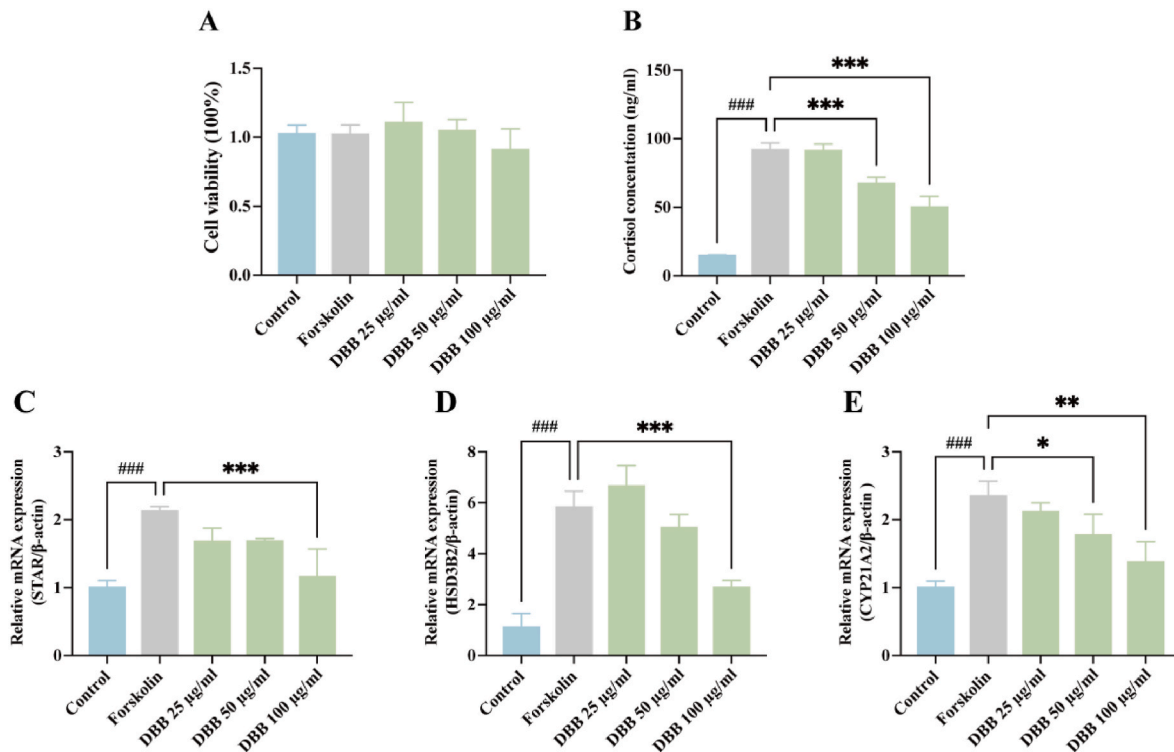 A
Cell viability (100%)
1.5
1.0
0.5
0.0
Control
Forskolin
DBB 25 μg/ml
DBB 50 μg/ml
DBB 100 μg/ml
B
Cortisol concentration (ng/ml)
150
100
50
0
###
***
***
Control
Forskolin
DBB 25 μg/ml
DBB 50 μg/ml
DBB 100 μg/ml
C
Relative mRNA expression
(STAR/β-actin)
3
2
1
0
###
***
Control
Forskolin
DBB 25 μg/ml
DBB 50 μg/ml
DBB 100 μg/ml
D
Relative mRNA expression
(HSD3B2/β-actin)
8
6
4
2
0
###
***
Control
Forskolin
DBB 25 μg/ml
DBB 50 μg/ml
DBB 100 μg/ml
E
Relative mRNA expression
(CYP21A2/β-actin )
3
2
1
0
###
**
*
Control
Forskolin
DBB 25 μg/ml
DBB 50 μg/ml
DBB 100 μg/ml